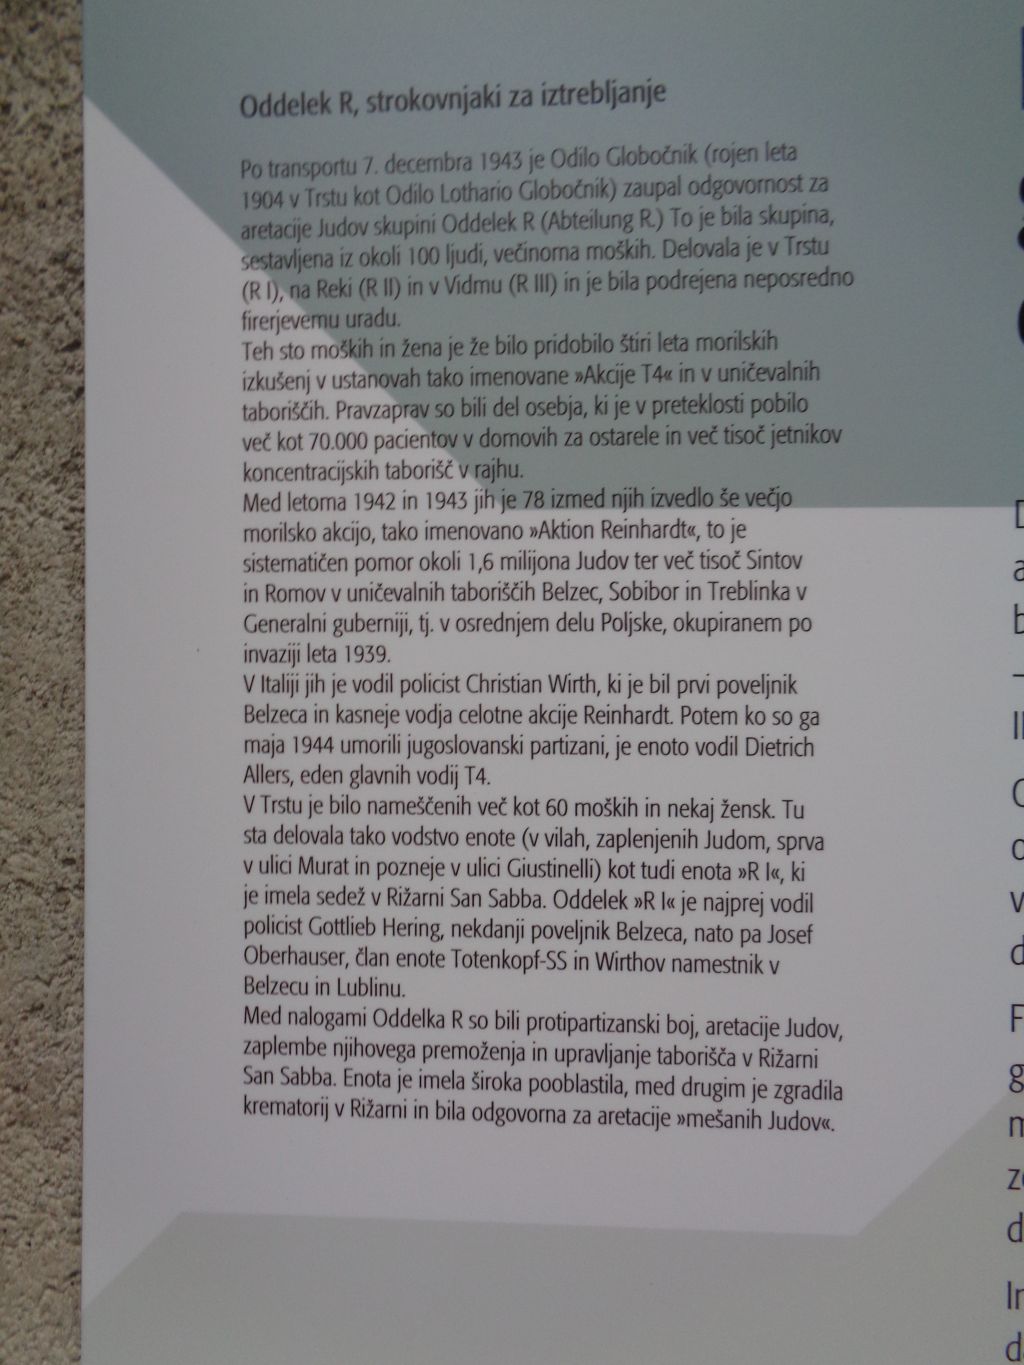 Oddelek R, strokovnjaki za iztrebljanje
Po transportu 7. decembra 1943 je Odilo Globočnik (rojen leta
1904 v Trstu kot Odilo Lothario Globočnik) zaupal odgovornost za
aretacije Judov skupini Oddelek R (Abteilung R.) To je bila skupina,
sestavljena iz okoli 100 ljudi, večinoma moških. Delovala je v Trstu
(R I), na Reki (R II) in v Vidmu (R III) in je bila podrejena neposredno
firerjevemu uradu.
Teh sto moških in žena je že bilo pridobilo štiri leta morilskih
izkušenj v ustanovah tako imenovane »Akcije T4« in v uničevalnih
taboriščih. Pravzaprav so bili del osebja, ki je v preteklosti pobilo
več kot 70.000 pacientov v domovih za ostarele in več tisoč jetnikov
koncentracijskih taborišč v rajhu.
Med letoma 1942 in 1943 jih je 78 izmed njih izvedlo še večjo
morilsko akcijo, tako imenovano »Aktion Reinhardt«, to je
sistematičen pomor okoli 1,6 milijona Judov ter več tisoč Sintov
in Romov v uničevalnih taboriščih Belzec, Sobibor in Treblinka v
Generalni guberniji, tj. v osrednjem delu Poljske, okupiranem po
invaziji leta 1939.
V Italiji jih je vodil policist Christian Wirth, ki je bil prvi poveljnik
Belzeca in kasneje vodja celotne akcije Reinhardt. Potem ko so ga
maja 1944 umorili jugoslovanski partizani, je enoto vodil Dietrich
Allers, eden glavnih vodij T4.
V Trstu je bilo nameščenih več kot 60 moških in nekaj žensk. Tu
sta delovala tako vodstvo enote (v vilah, zaplenjenih Judom, sprva
v ulici Murat in pozneje v ulici Giustinelli) kot tudi enota »R I«, ki
je imela sedež v Rižarni San Sabba. Oddelek »R I« je najprej vodil
policist Gottlieb Hering, nekdanji poveljnik Belzeca, nato pa Josef
Oberhauser, član enote Totenkopf-SS in Wirthov namestnik v
Belzecu in Lublinu.
Med nalogami Oddelka R so bili protipartizanski boj, aretacije Judov,
zaplembe njihovega premoženja in upravljanje taborišča v Rižarni
San Sabba. Enota je imela široka pooblastila, med drugim je zgradila
krematorij v Rižarni in bila odgovorna za aretacije »mešanih Judov«.